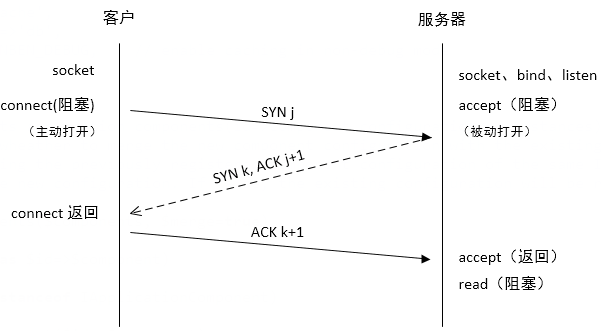 客户
服务器
socket
socket、bind、listen
connect(阻塞)
accept（阻塞）
（主动打开）
（被动打开）
SYN j
SYN k, ACK j+1
connect 返回
ACK k+1
accept（返回）
read（阻塞）